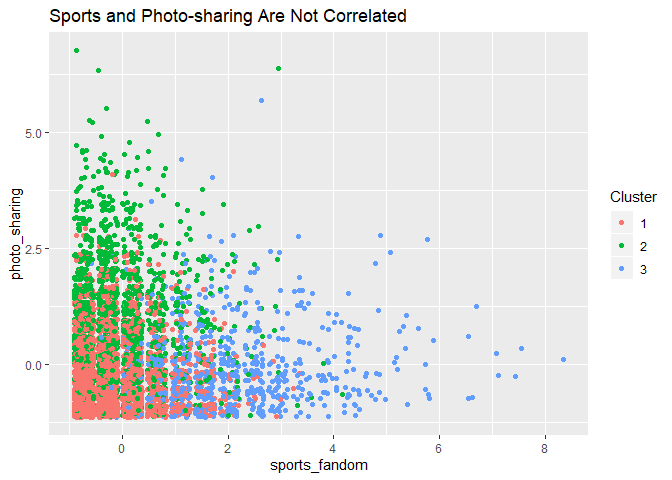 Sports and Photo-sharing Are Not Correlated
photo_sharing
5.0
2.5
0.0
0
2
4
6
8
sports_fandom
Cluster
1
2
3